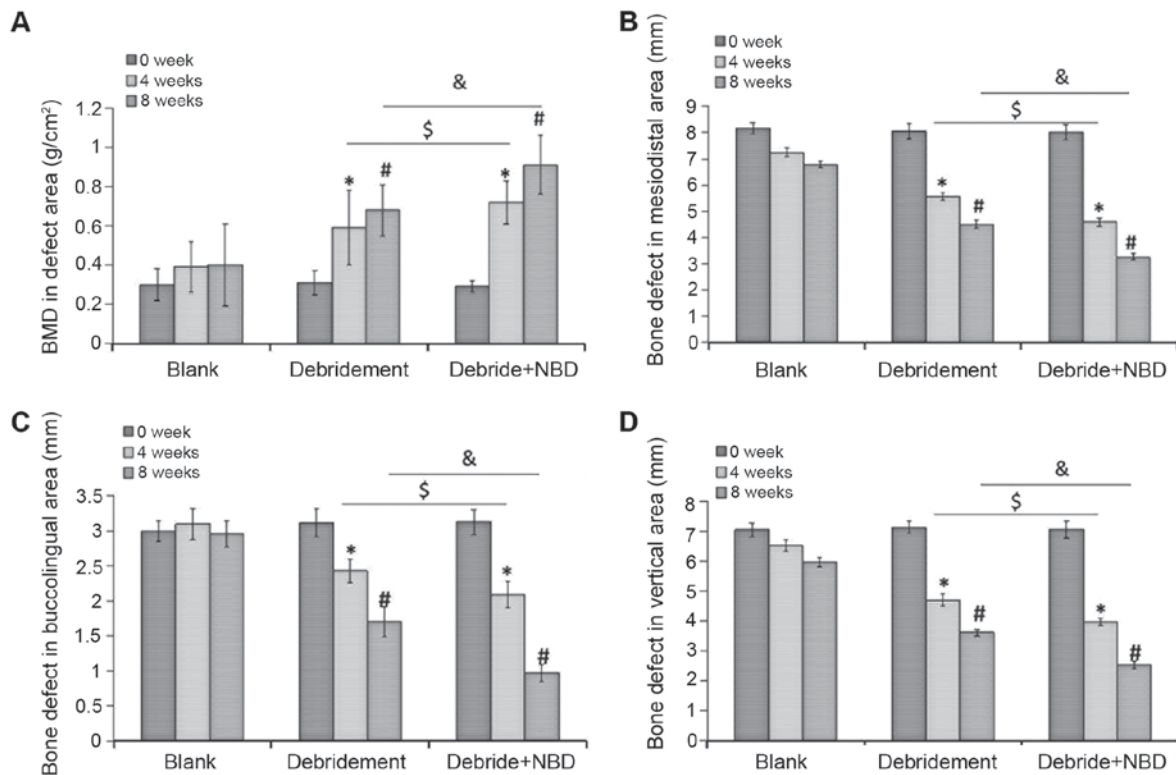 A
0 week
4 weeks
8 weeks
BMD in defect area (g/cm²)
1.2
1
0.8
0.6
0.4
0.2
0
&
$
*
#
*
#
Blank
Debridement
Debride+NBD
B
0 week
4 weeks
8 weeks
Bone defect in mesiodistal area (mm)
9
8
7
6
5
4
3
2
1
0
&
$
*
#
*
#
Blank
Debridement
Debride+NBD
C
0 week
4 weeks
8 weeks
Bone defect in buccolingual area (mm)
3.5
3
2.5
2
1.5
1
0.5
0
&
$
*
#
*
#
Blank
Debridement
Debride+NBD
D
0 week
4 weeks
8 weeks
Bone defect in vertical area (mm)
8
7
6
5
4
3
2
1
0
&
$
*
#
*
#
Blank
Debridement
Debride+NBD